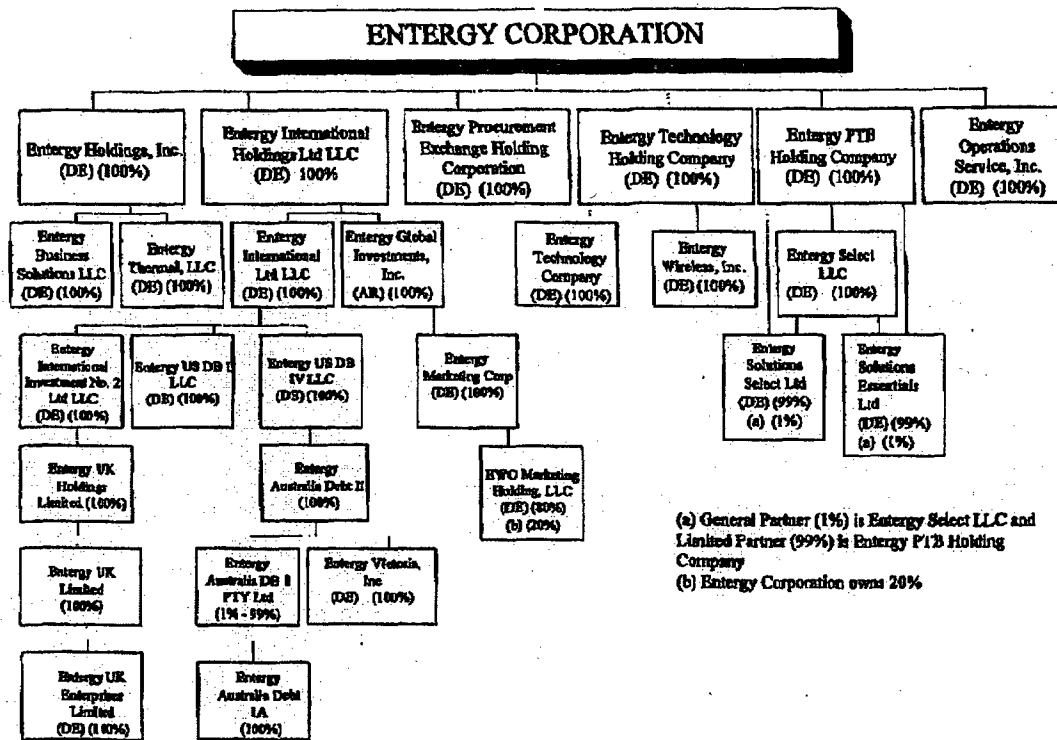 ENTERGY CORPORATION
Entergy Holdings, Inc.
(DE) (100%)
Entergy International
Holdings Ltd LLC
(DE) 100%
Entergy Procurement
Exchange Holding
Corporation
(DE) (100%)
Entergy Technology
Holding Company
(DE) (100%)
Entergy PTB
Holding Company
(DE) (100%)
Entergy
Operations
Service, Inc.
(DE) (100%)
Entergy
Business
Solutions LLC
(DE) (100%)
Entergy
Thermal, LLC
(DE) (100%)
Entergy
International
Ltd LLC
(DE) (100%)
Entergy Global
Investments,
Inc.
(AR) (100%)
Entergy
Technology
Company
(DE) (100%)
Entergy
Wireless, Inc.
(DE) (100%)
Entergy Select
LLC
(DE) (100%)
Entergy
International
Investment No. 2
Ltd LLC
(DE) (100%)
Entergy US DB I
LLC
(DE) (100%)
Entergy US DB
IV LLC
(DE) (100%)
Entergy
Marketing Corp
(DE) (100%)
Entergy
Solutions
Select Ltd
(DE) (99%)
(a) (1%)
Entergy
Solutions
Essentials
Ltd
(DE) (99%)
(a) (1%)
Entergy UK
Holdings
Limited (100%)
Entergy
Australia Debt II
(100%)
Marketing
Holding, LLC
(DE) (80%)
(b) (20%)
(a) General Partner (1%) is Entergy Select LLC and
Limited Partner (99%) is Entergy PTB Holding
Company
(b) Entergy Corporation owns 20%
Entergy UK
Limited
(100%)
Entergy
Australia DB I
PTY Ltd
(1% - 99%)
Entergy Victoria,
Inc
(DE) (100%)
Entergy UK
Enterprises
Limited
(DE) (100%)
Entergy
Australia Debt
IA
(100%)